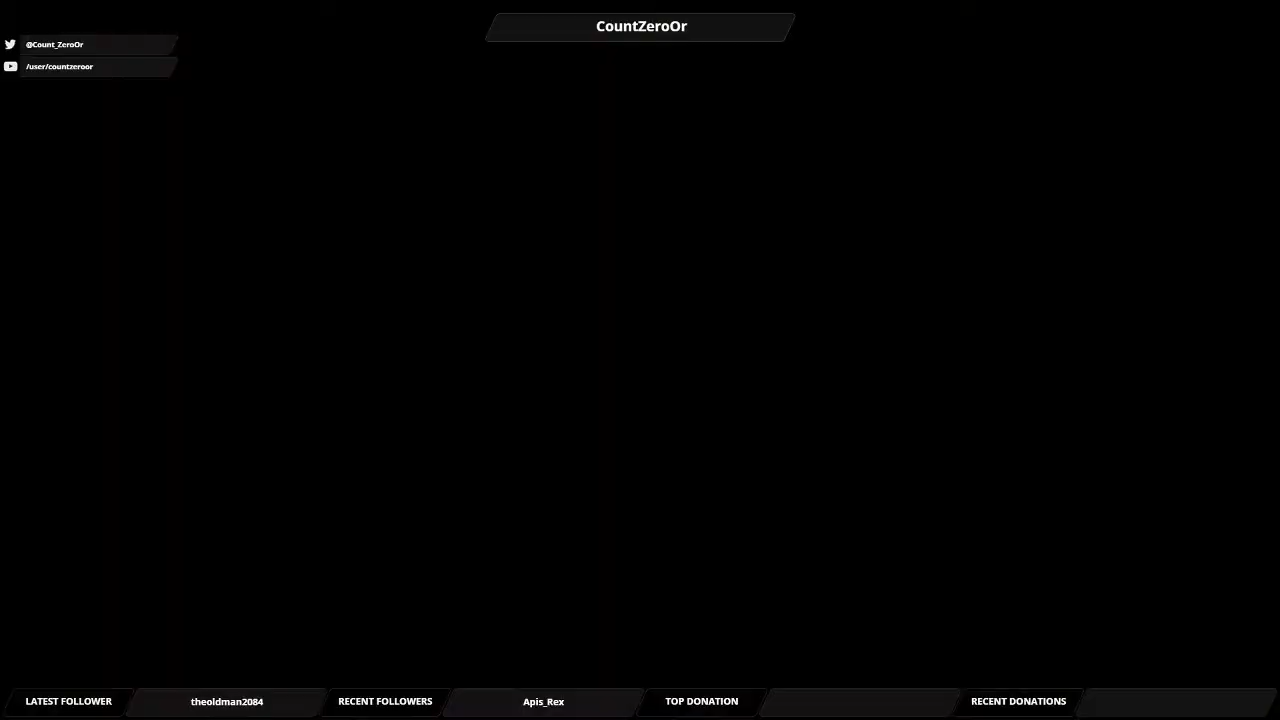 CountZeroOr
@Count_ZeroOr
/user/countzeroor
LATEST FOLLOWER theoldman2084 RECENT FOLLOWERS Apis_Rex TOP DONATION RECENT DONATIONS